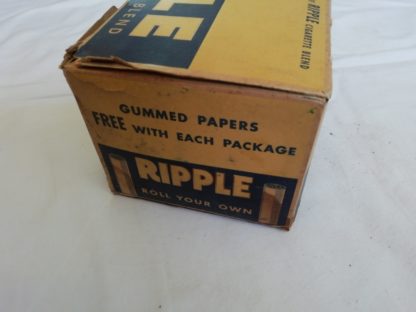 RIPPLE CIGARETTE BLEND
LE
BLEND
GUMMED PAPERS
FREE WITH EACH PACKAGE
RIPPLE
ROLL YOUR OWN